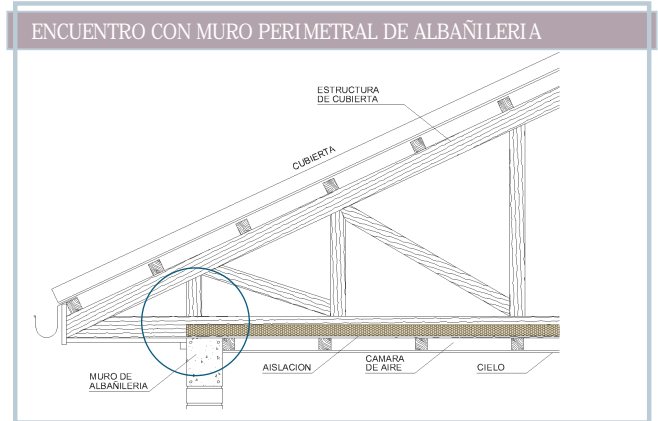 ENCUENTRO CON MURO PERIMETRAL DE ALBAÑILERIA
ESTRUCTURA
DE CUBIERTA
CUBIERTA
MURO DE
ALBAÑILERIA
AISLACION
CAMARA
DE AIRE
CIELO